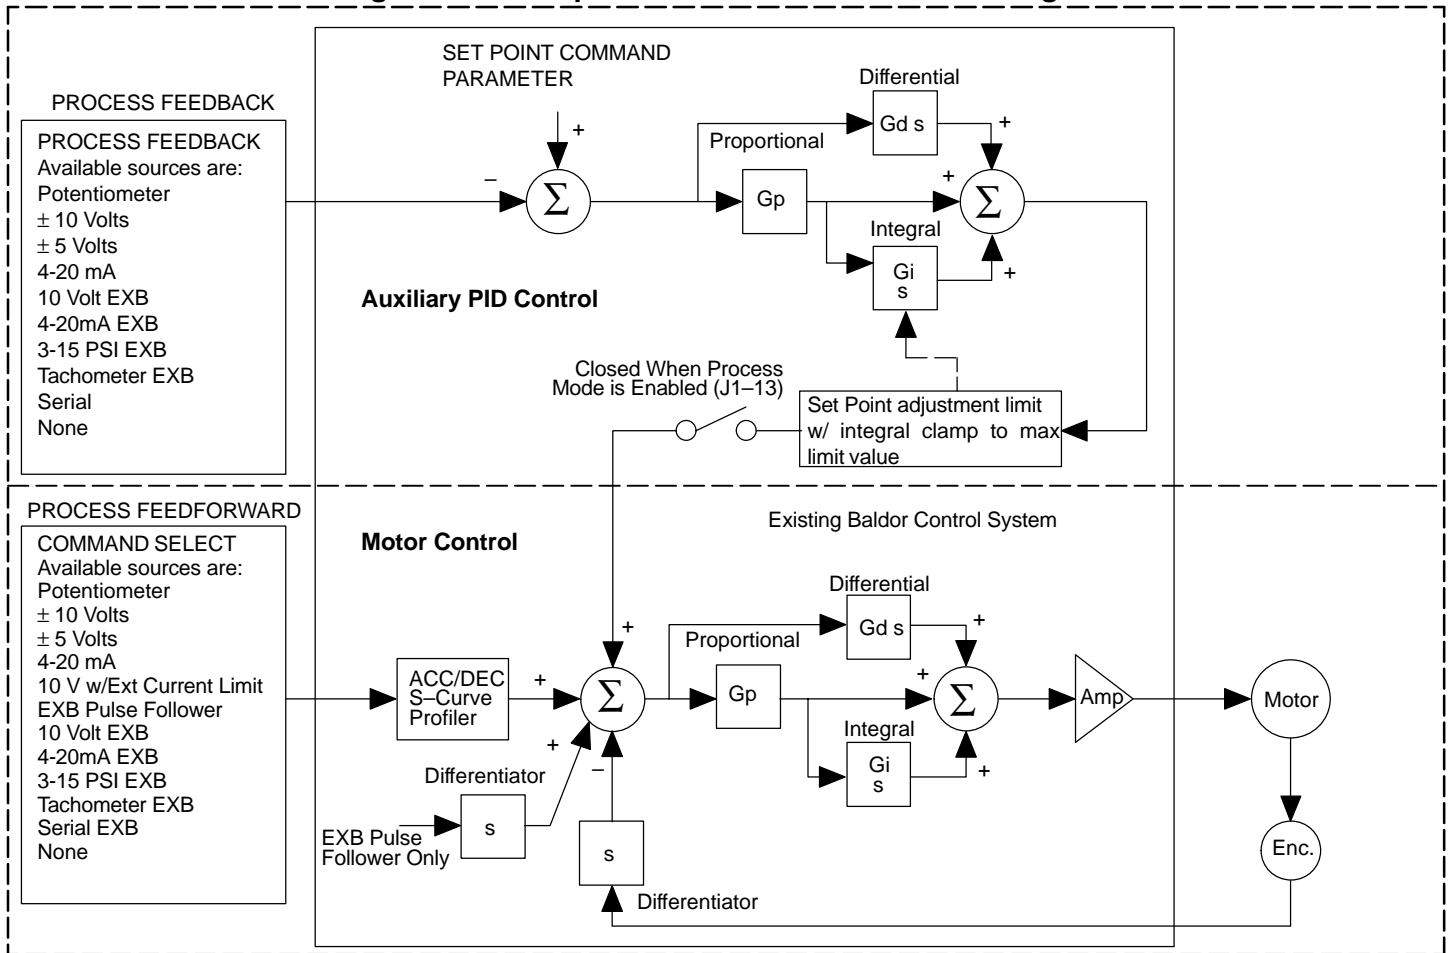 SET POINT COMMAND
PARAMETER
Differential
PROCESS FEEDBACK
PROCESS FEEDBACK
Available sources are:
Potentiometer
± 10 Volts
± 5 Volts
4-20 mA
10 Volt EXB
4-20mA EXB
3-15 PSI EXB
Tachometer EXB
Serial
None
+
–
Σ
Proportional
Gd s
+
Gp
+
Σ
Integral
Gi
s
+
Auxiliary PID Control
Closed When Process
Mode is Enabled (J1–13)
Set Point adjustment limit
w/ integral clamp to max
limit value
PROCESS FEEDFORWARD
COMMAND SELECT
Available sources are:
Potentiometer
± 10 Volts
± 5 Volts
4-20 mA
10 V w/Ext Current Limit
EXB Pulse Follower
10 Volt EXB
4-20mA EXB
3-15 PSI EXB
Tachometer EXB
Serial EXB
None
Motor Control
Existing Baldor Control System
Differential
Gd s
+
+
Proportional
ACC/DEC
S–Curve
Profiler
+
Σ
Gp
+
Σ
Amp
Motor
Integral
Gi
s
+
+
–
Differentiator
s
EXB Pulse
Follower Only
s
Enc.
Differentiator